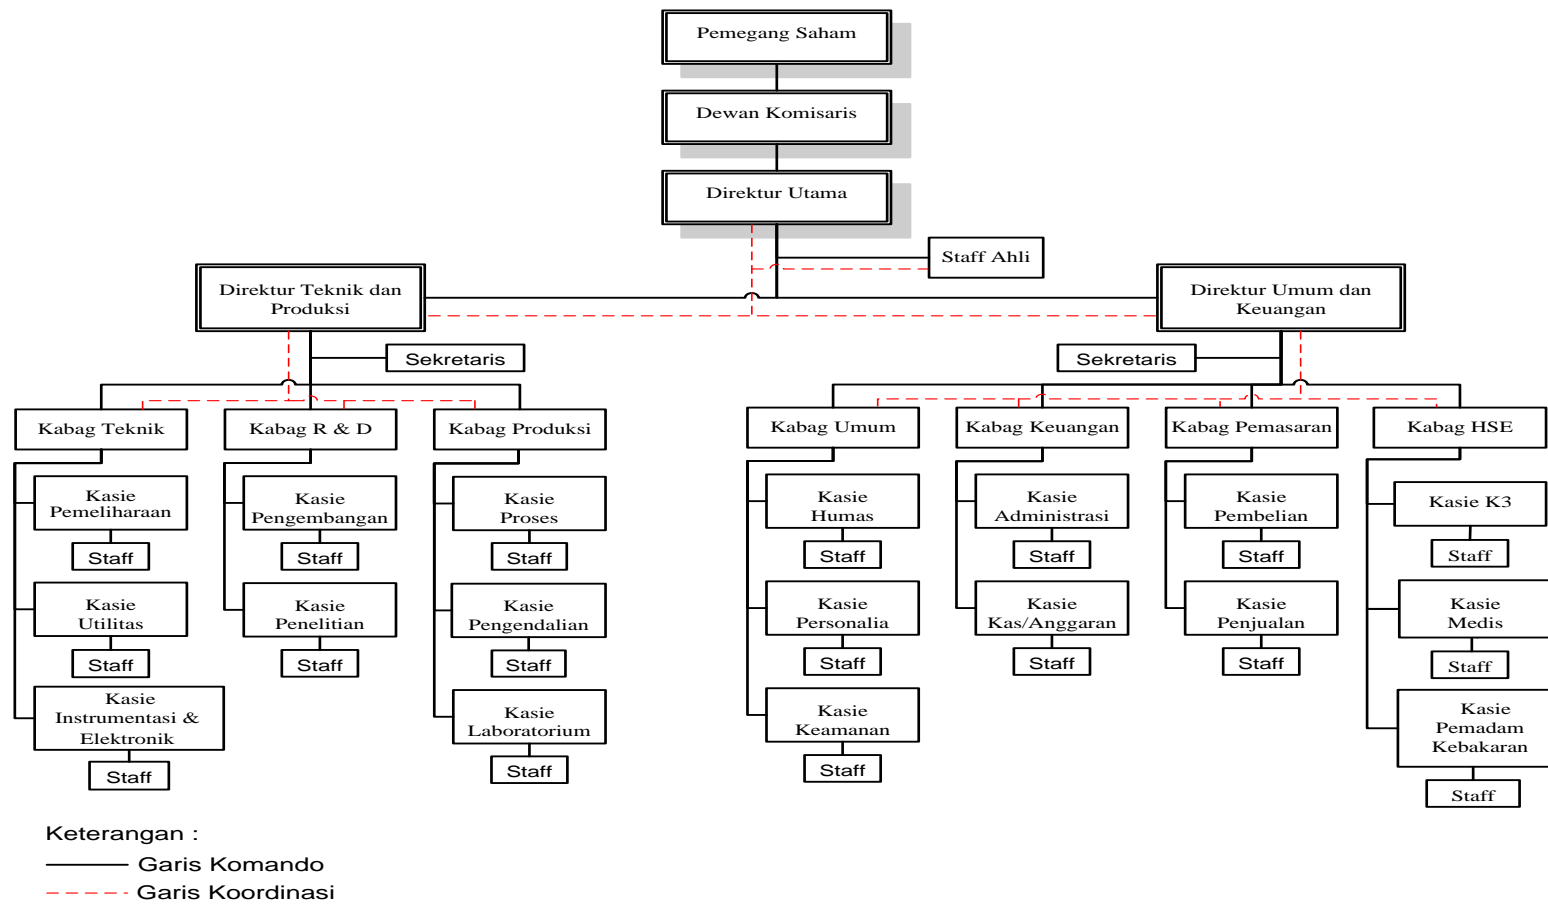 Pemegang Saham
Dewan Komisaris
Direktur Utama
Staff Ahli
Direktur Teknik dan
Produksi
Direktur Umum dan
Keuangan
Sekretaris
Sekretaris
Kabag Teknik
Kabag R & D
Kabag Produksi
Kabag Umum
Kabag Keuangan
Kabag Pemasaran
Kabag HSE
Kasie
Pemeliharaan
Staff
Kasie
Utilitas
Staff
Kasie
Instrumentasi &
Elektronik
Staff
Kasie
Pengembangan
Staff
Kasie
Penelitian
Staff
Kasie
Proses
Staff
Kasie
Pengendalian
Staff
Kasie
Laboratorium
Staff
Kasie
Humas
Staff
Kasie
Personalia
Staff
Kasie
Keamanan
Staff
Kasie
Administrasi
Staff
Kasie
Kas/Anggaran
Staff
Kasie
Pembelian
Staff
Kasie
Penjualan
Staff
Kasie K3
Staff
Kasie
Medis
Staff
Kasie
Pemadam
Kebakaran
Staff
Keterangan :
Garis Komando
Garis Koordinasi